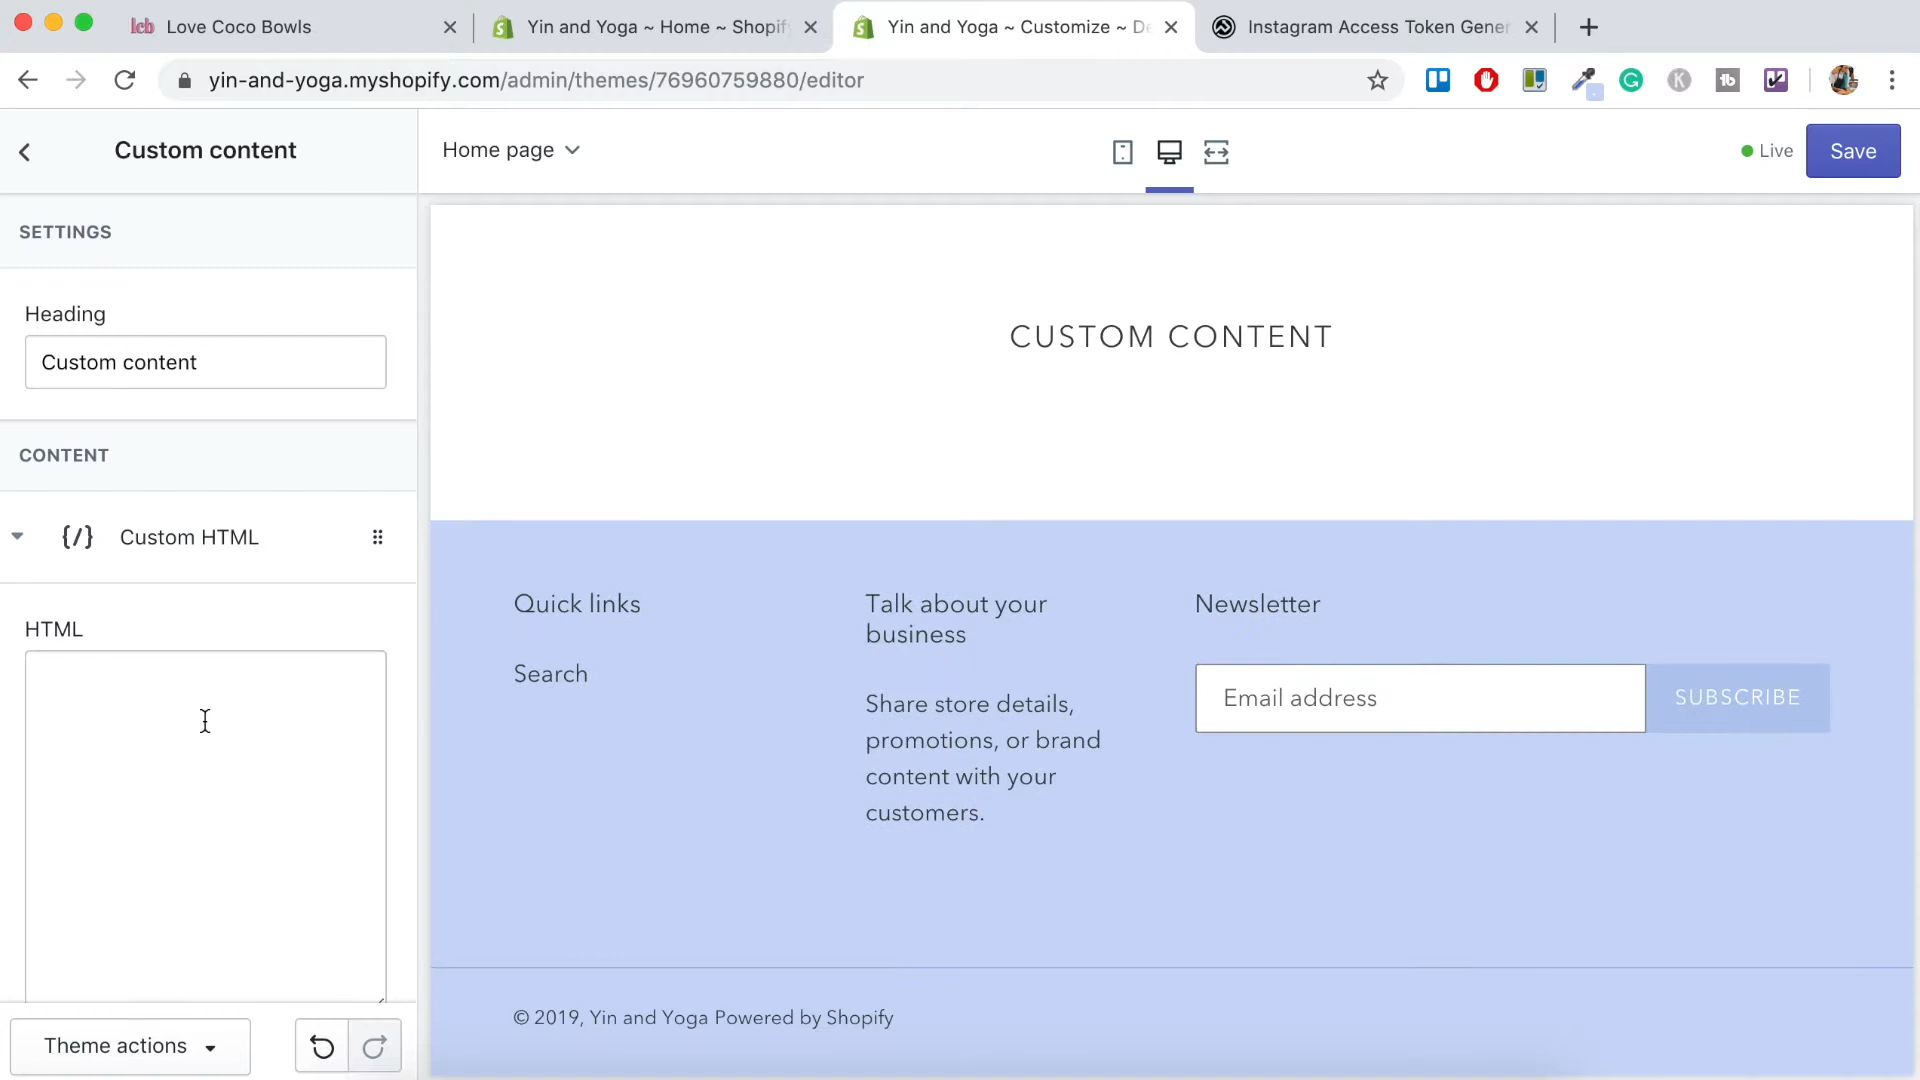 lcb Love Coco Bowls
Yin and Yoga ~ Home ~ Shopify
Yin and Yoga ~ Customize ~ De
Instagram Access Token Gener
yin-and-yoga.myshopify.com/admin/themes/76960759880/editor
Custom content
Home page
Live
Save
SETTINGS
Heading
Custom content
CONTENT
{/} Custom HTML
HTML
Theme actions
CUSTOM CONTENT
Quick links
Search
Talk about your
business
Share store details,
promotions, or brand
content with your
customers.
Newsletter
Email address
SUBSCRIBE
© 2019, Yin and Yoga Powered by Shopify